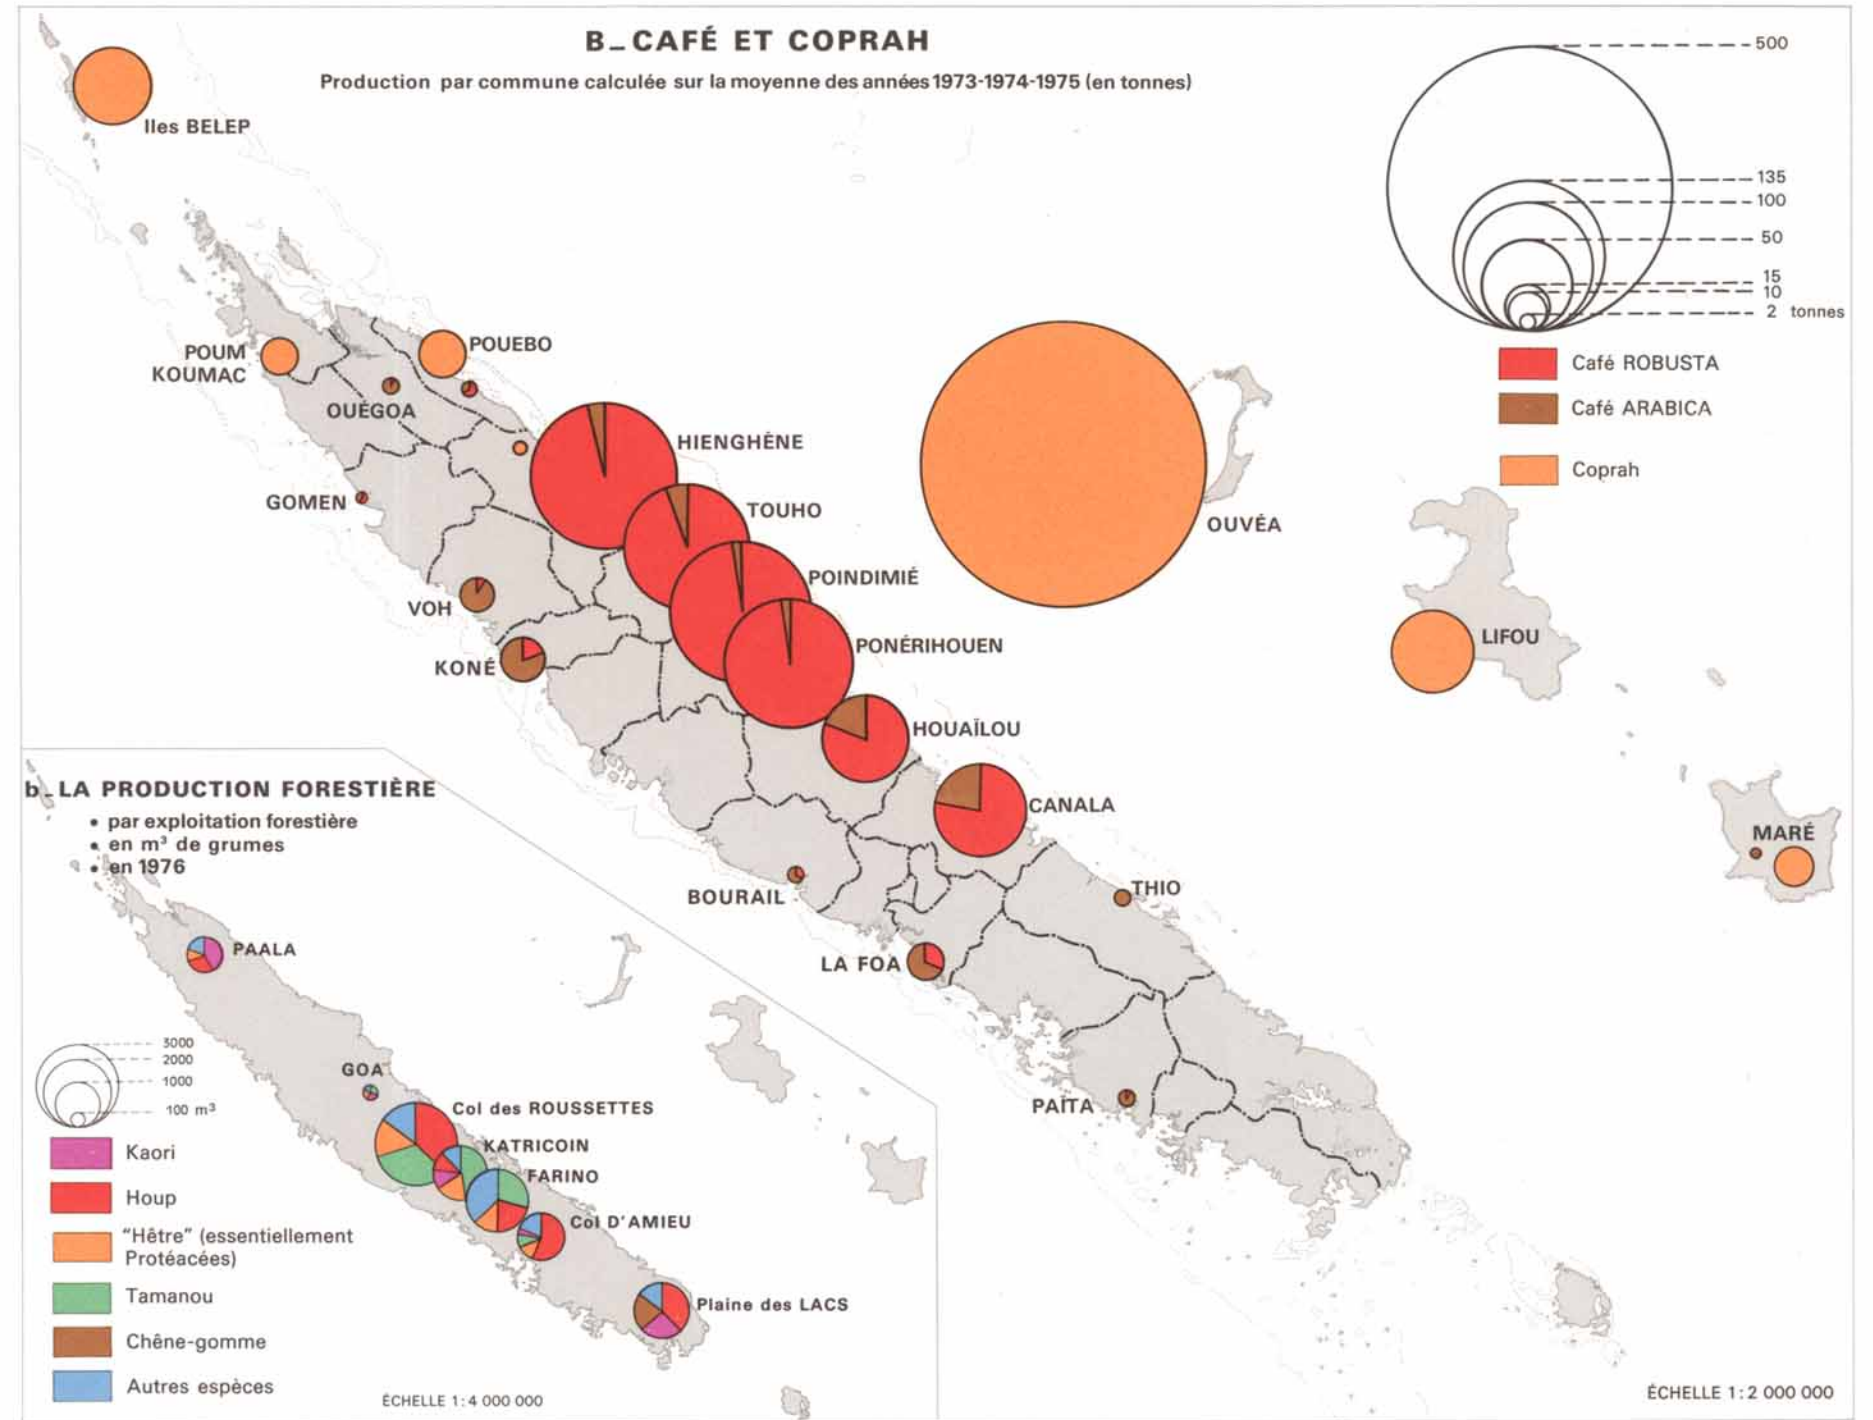 B_CAFÉ ET COPRAH
Production par commune calculée sur la moyenne des années 1973-1974-1975 (en tonnes)
500
135
100
50
15
10
2 tonnes
Café ROBUSTA
Café ARABICA
Coprah
Iles BELEP
POUM
KOUMAC
POUEBO
OUÉGOA
HIENGHÈNE
GOMEN
TOUHO
OUVÉA
POINDIMIÉ
VOH
PONÉRIHOUEN
KONÉ
LIFOU
HOUAÏLOU
CANALA
MARÉ
BOURAIL
THIO
LA FOA
PAÏTA
b_LA PRODUCTION FORESTIÈRE
• par exploitation forestière
• en m³ de grumes
• en 1976
PAALA
GOA
Col des ROUSSETTES
KATRICOIN
FARINO
Col D'AMIEU
Plaine des LACS
3000
2000
1000
100 m³
Kaori
Houp
"Hêtre" (essentiellement
Protéacées)
Tamanou
Chêne-gomme
Autres espèces
ÉCHELLE 1:4 000 000
ÉCHELLE 1:2 000 000